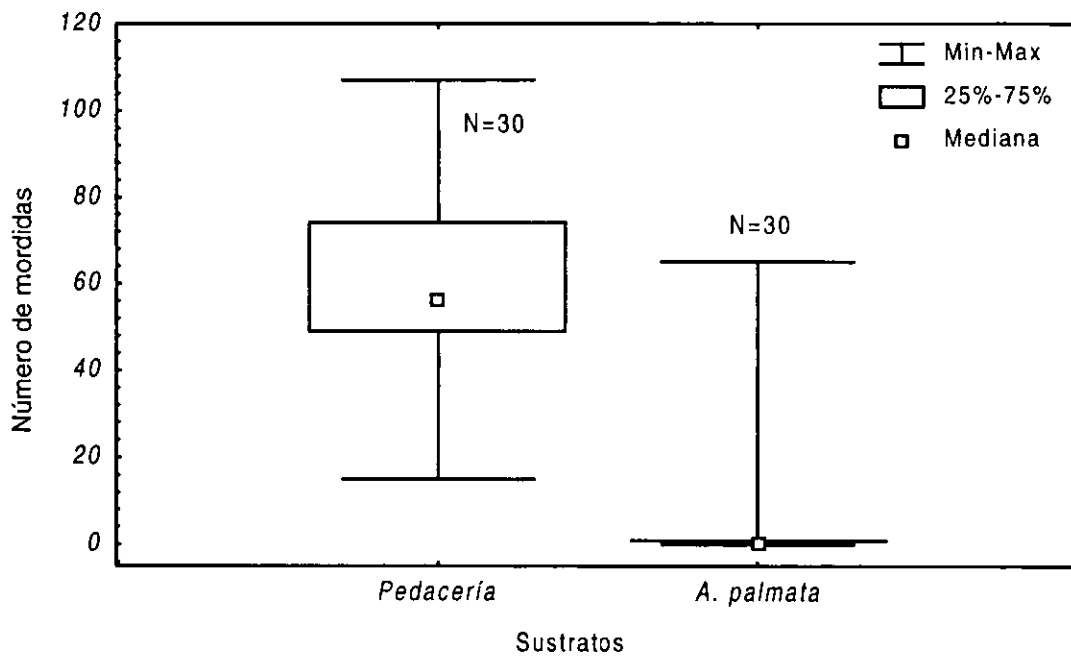 120
100
80
60
40
20
0
Número de mordidas
Min-Max
25%-75%
Mediana
N=30
N=30
Pedacería
A. palmata
Sustratos